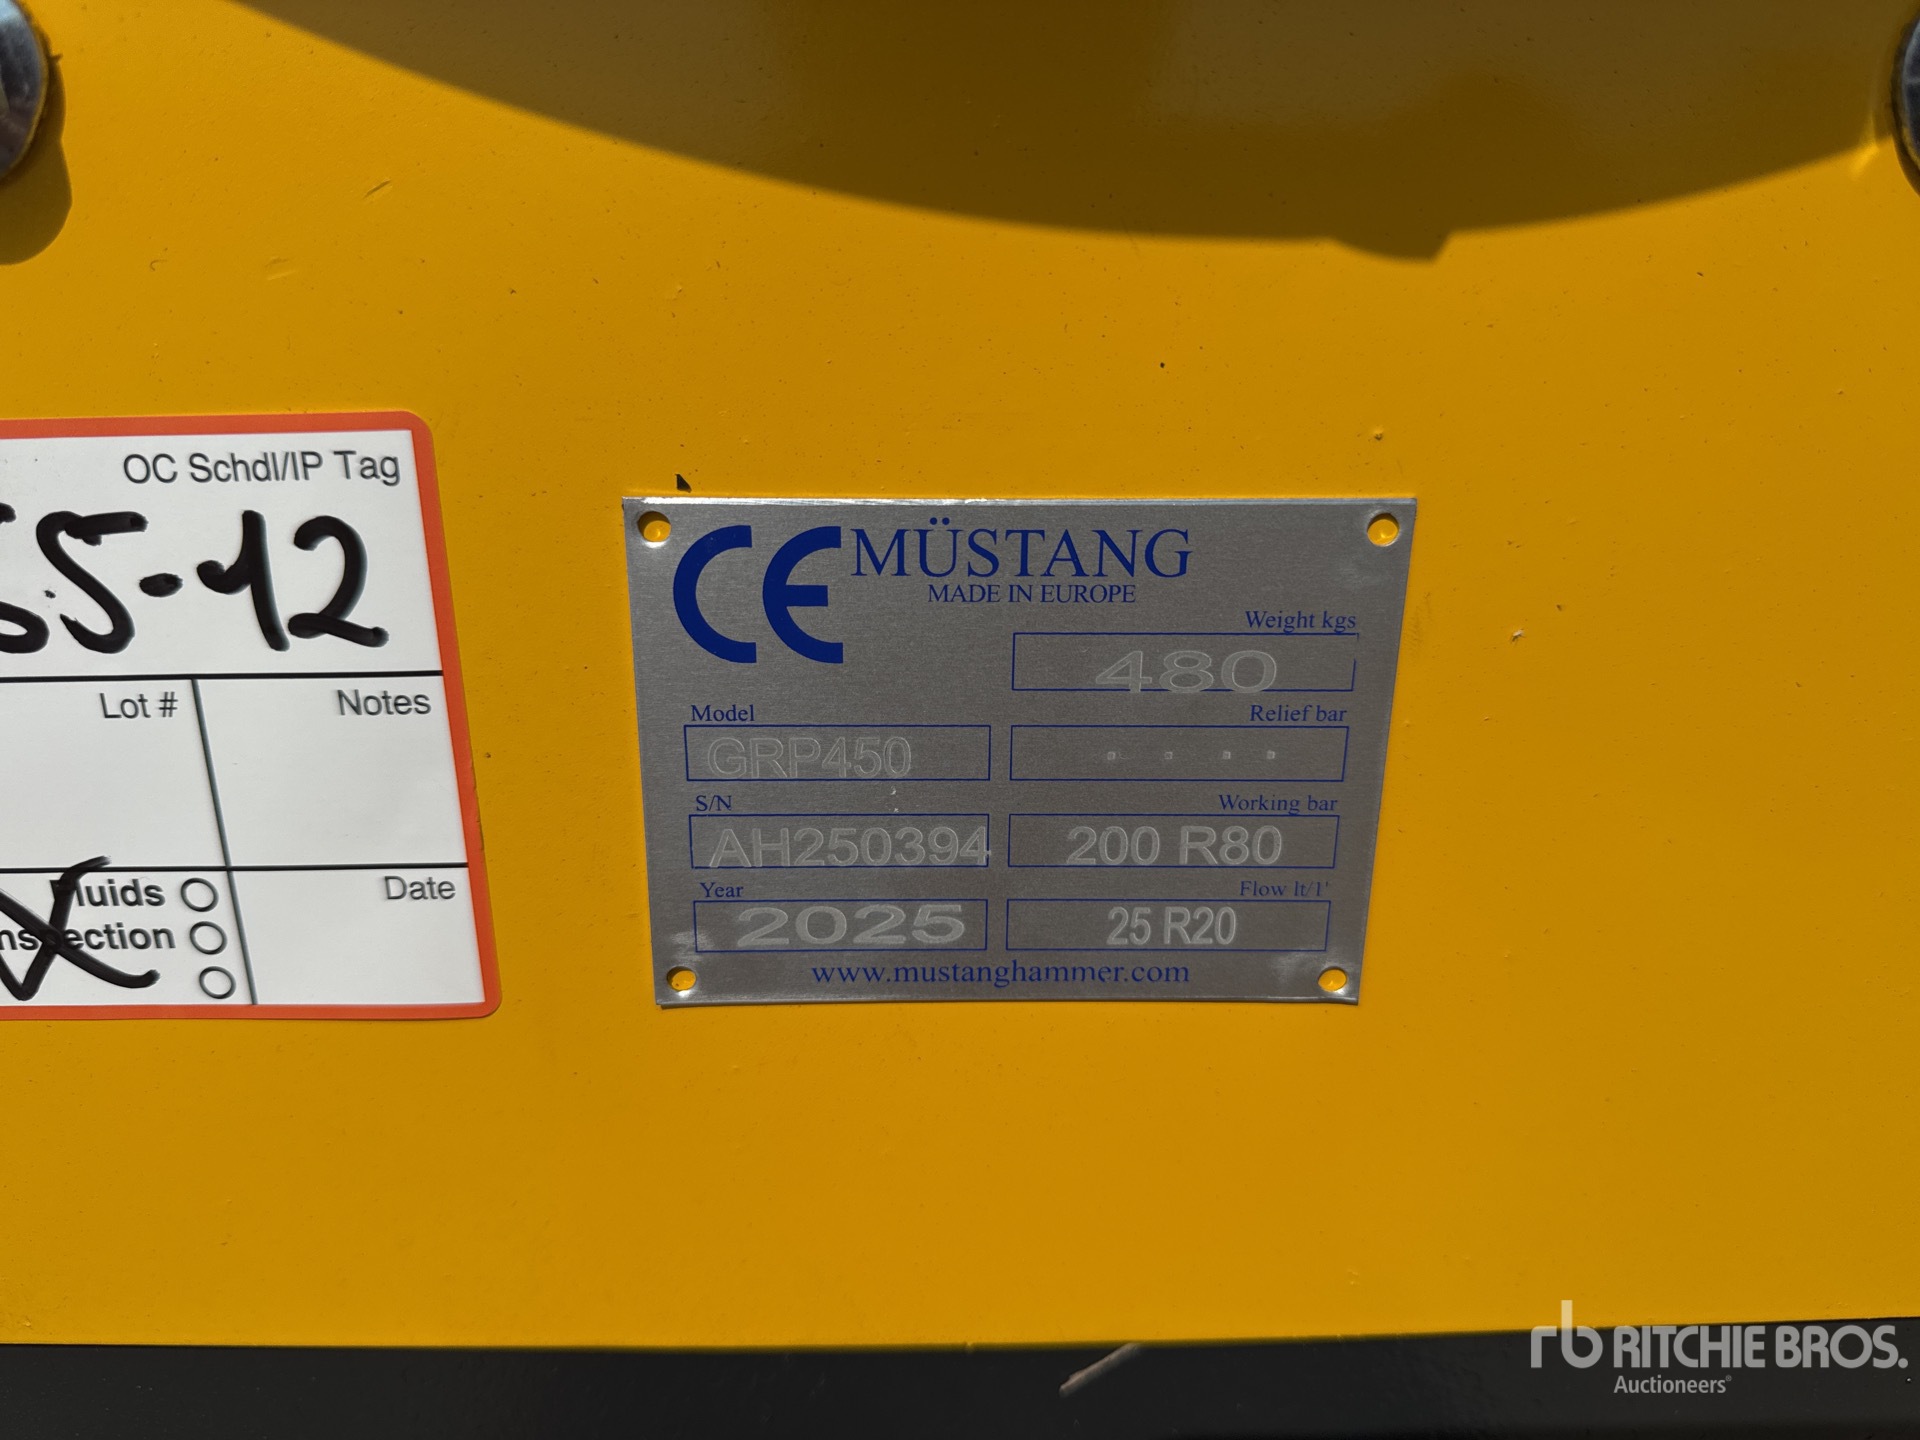 OC Schdl/IP Tag
55-12
Lot #
Notes
Fluids
Inspection
Date
CE MÜSTANG
MADE IN EUROPE
Weight kgs
480
Model
Relief bar
GRP450
. . . .
S/N
Working bar
AH250394
200 R80
Year
Flow lt/1'
2025
25 R20
www.mustanghammer.com
rb RITCHIE BROS.
Auctioneers